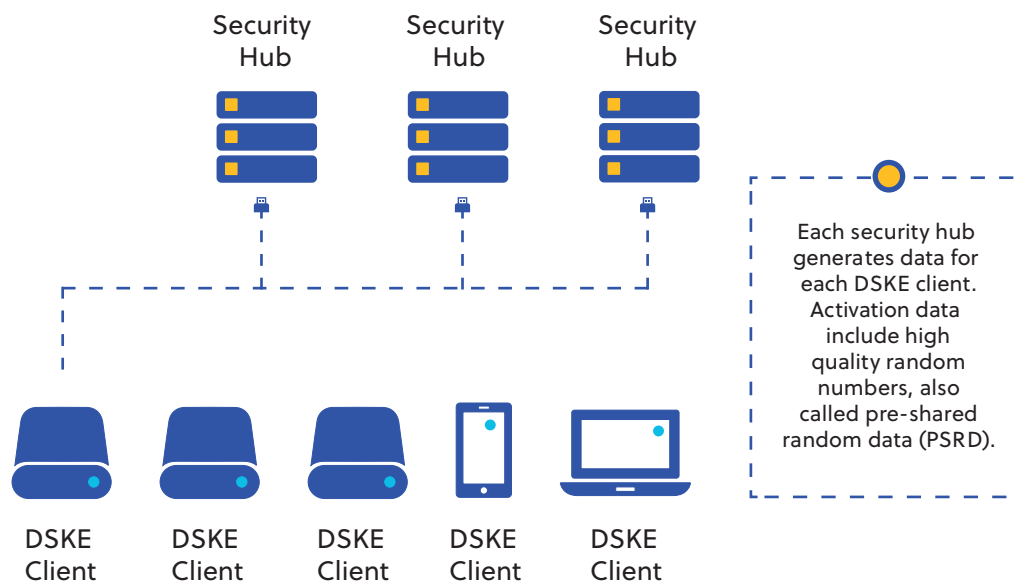 Security
Hub
Security
Hub
Security
Hub
Each security hub
generates data for
each DSKE client.
Activation data
include high
quality random
numbers, also
called pre-shared
random data (PSRD).
DSKE
Client
DSKE
Client
DSKE
Client
DSKE
Client
DSKE
Client